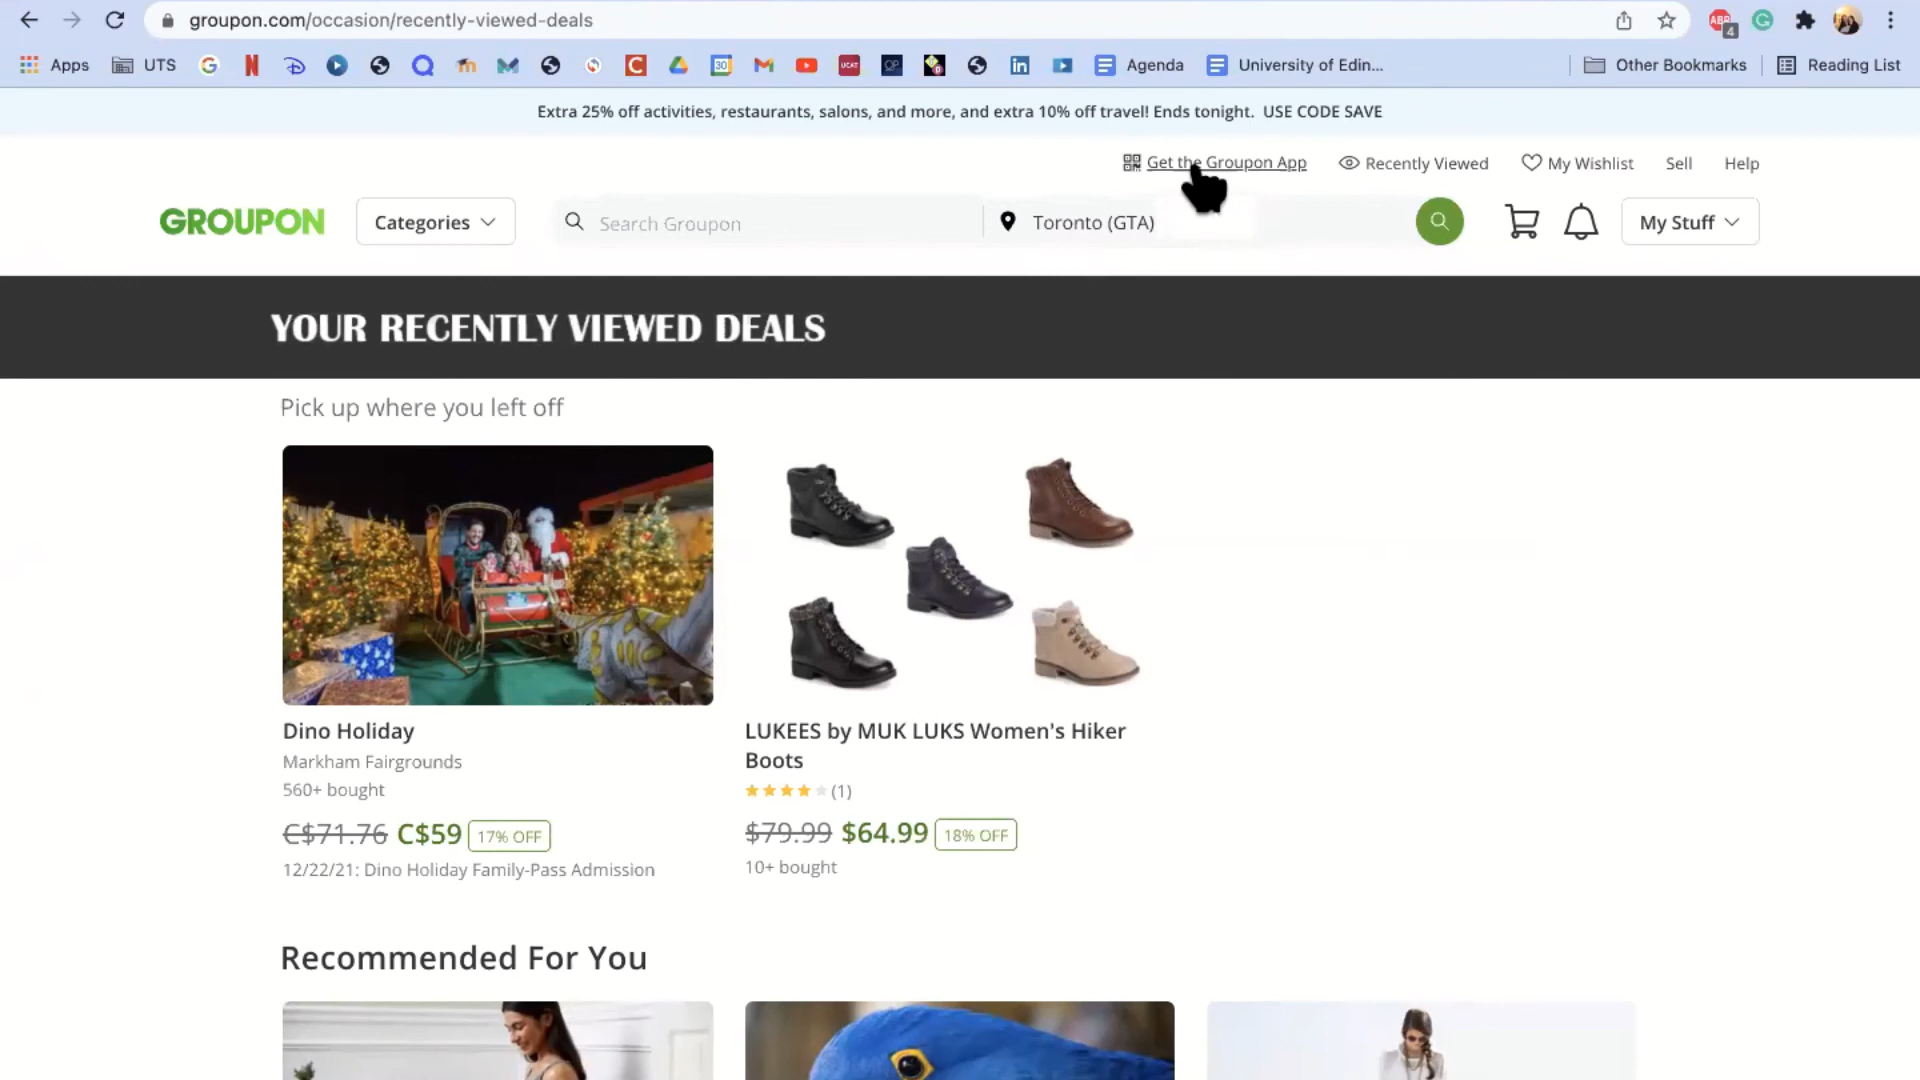 groupon.com/occasion/recently-viewed-deals
ABP
4
Apps
UTS
30
UCAT
Agenda
University of Edin...
Other Bookmarks
Reading List
Extra 25% off activities, restaurants, salons, and more, and extra 10% off travel! Ends tonight. USE CODE SAVE
Get the Groupon App
Recently Viewed
My Wishlist
Sell
Help
GROUPON
Categories
Search Groupon
Toronto (GTA)
My Stuff
YOUR RECENTLY VIEWED DEALS
Pick up where you left off
Dino Holiday
Markham Fairgrounds
560+ bought
C$71.76 C$59 17% OFF
12/22/21: Dino Holiday Family-Pass Admission
LUKEES by MUK LUKS Women's Hiker
Boots
(1)
$79.99 $64.99 18% OFF
10+ bought
Recommended For You